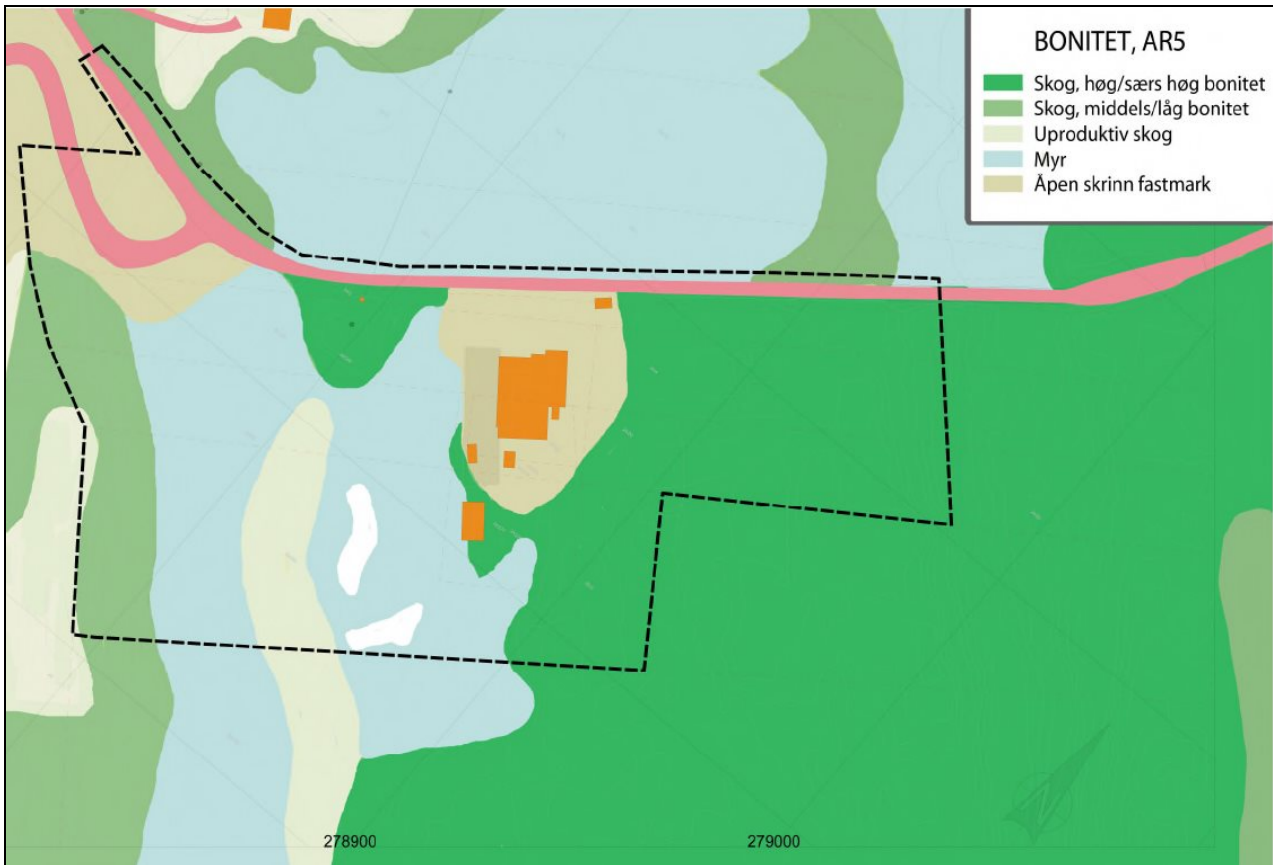 BONITET, AR5
Skog, høg/særs høg bonitet
Skog, middels/låg bonitet
Uproduktiv skog
Myr
Åpen skrinn fastmark
278900
279000